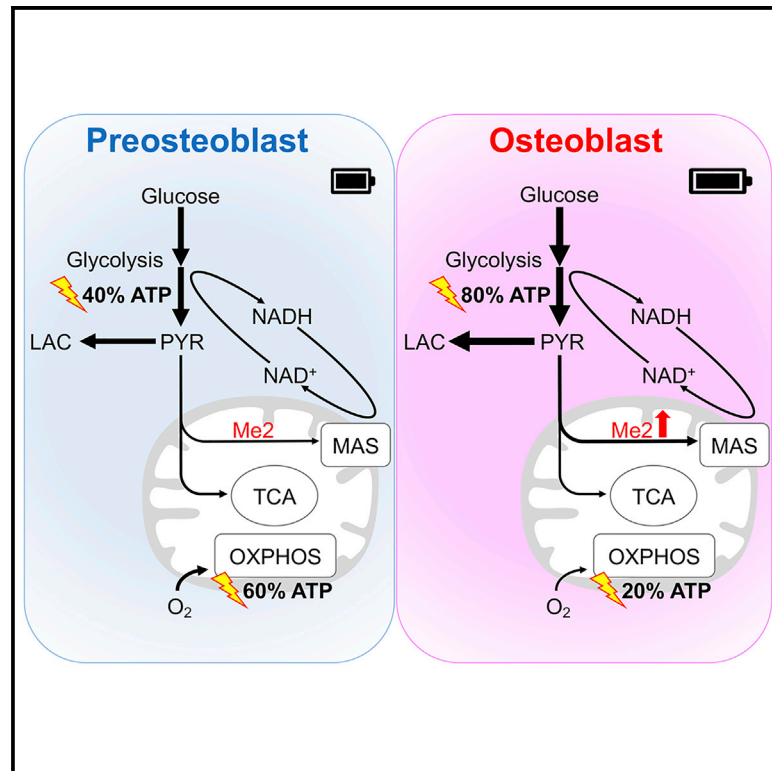 Preosteoblast
Glucose
Glycolysis
40% ATP
NADH
LAC
PYR
NAD⁺
Me2
MAS
TCA
OXPHOS
60% ATP
O₂
Osteoblast
Glucose
Glycolysis
80% ATP
NADH
LAC
PYR
NAD⁺
Me2
MAS
TCA
OXPHOS
20% ATP
O₂